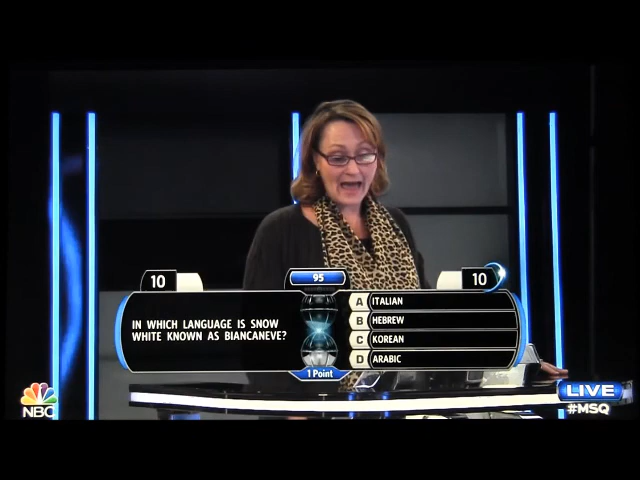 10
95
10
IN WHICH LANGUAGE IS SNOW
WHITE KNOWN AS BIANCANEVE?
A ITALIAN
B HEBREW
C KOREAN
D ARABIC
1 Point
NBC
LIVE
#MSQ